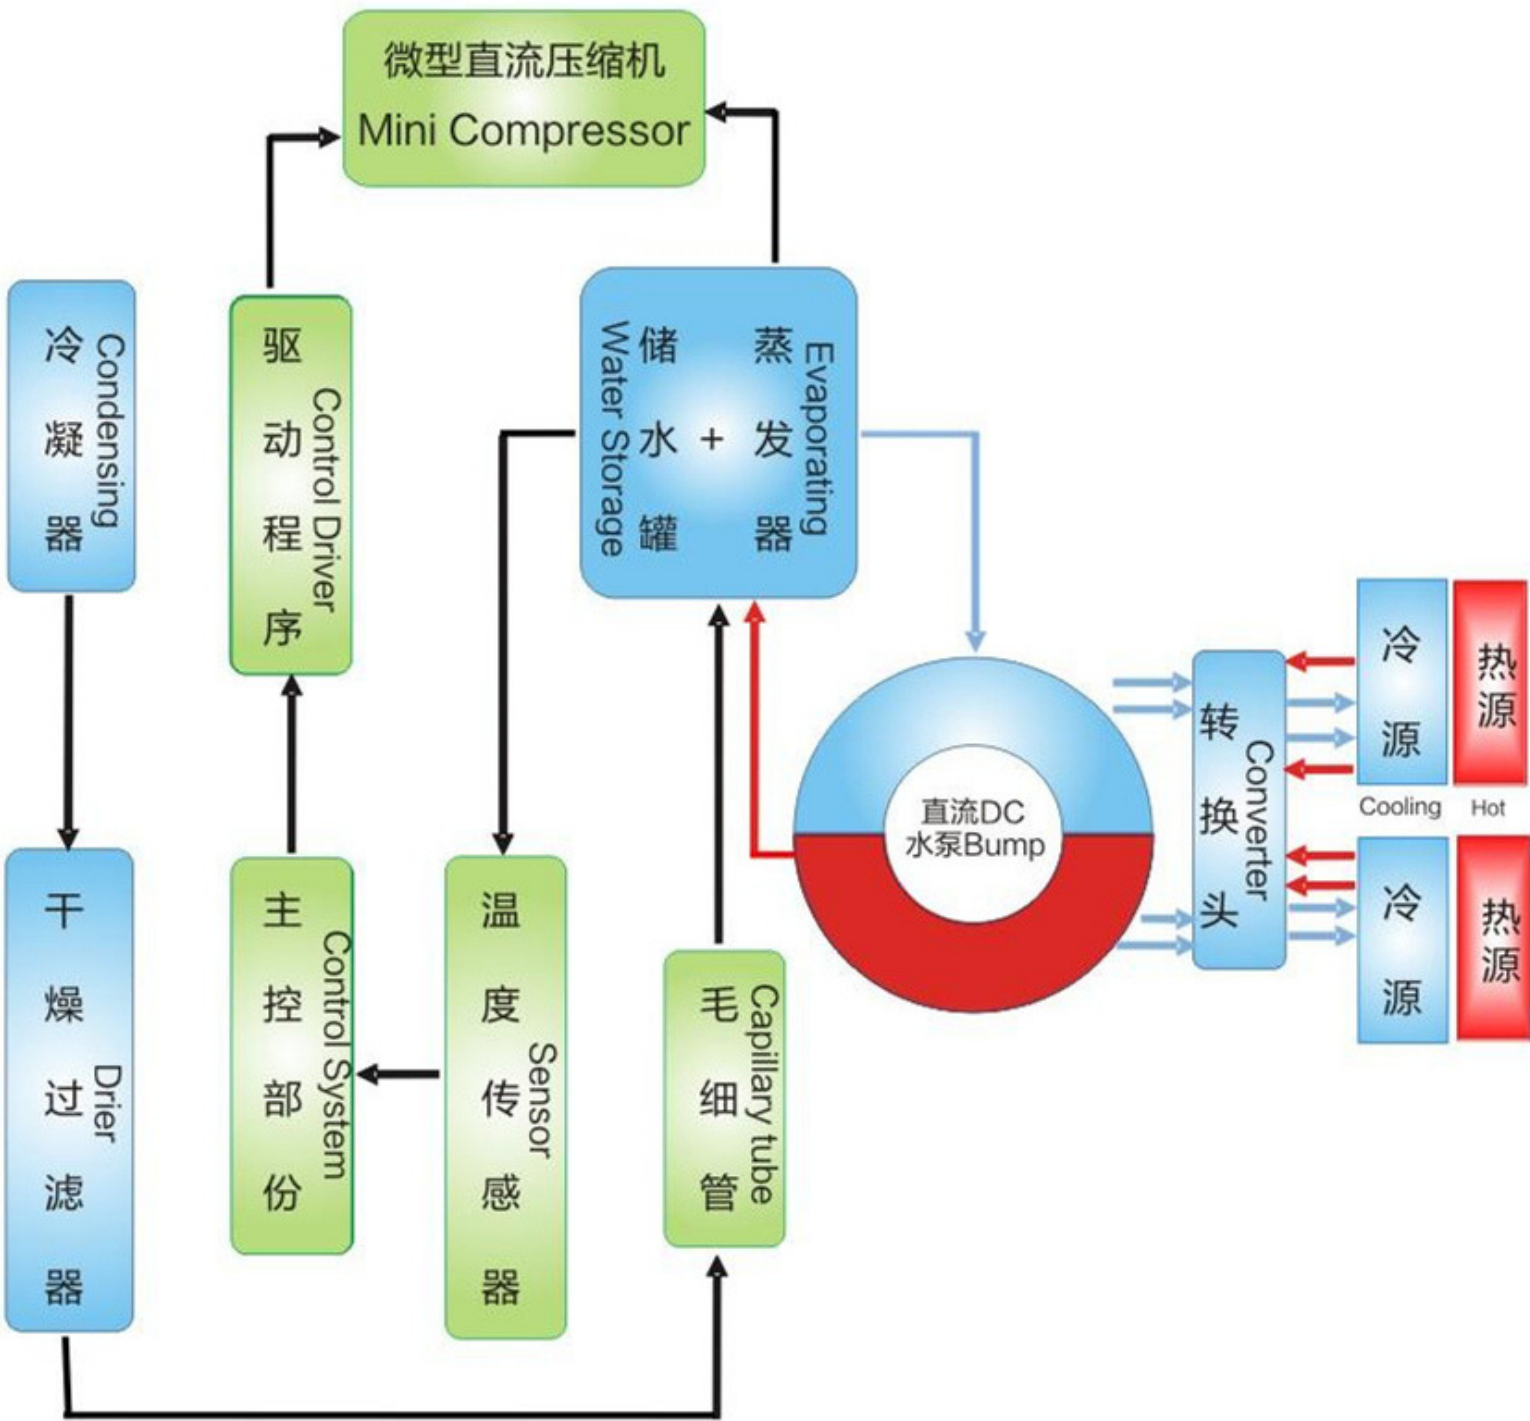 微型直流压缩机
Mini Compressor
冷凝器
Condensing
驱动程序
Control Driver
储水罐
Water Storage
+
蒸发器
Evaporating
直流DC
水泵Bump
转换头
Converter
冷源
热源
Cooling
Hot
冷源
热源
干燥过滤器
Drier
主控部份
Control System
温度传感器
Sensor
毛细管
Capillary tube